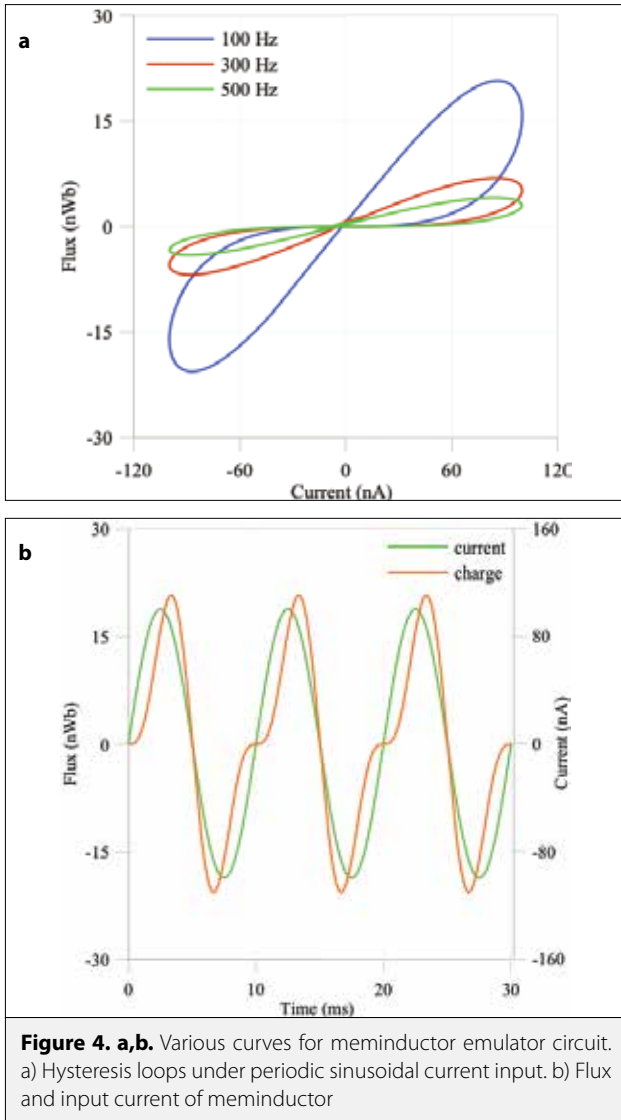 a
100 Hz
300 Hz
500 Hz
30
15
0
-15
-30
Flux (nWb)
-120 -60 0 60 12C
Current (nA)
b
current
charge
30
15
0
-15
-30
Flux (nWb)
160
80
0
-80
-160
Current (nA)
0 10 20 30
Time (ms)
Figure 4. a,b. Various curves for meminductor emulator circuit.
a) Hysteresis loops under periodic sinusoidal current input. b) Flux
and input current of meminductor